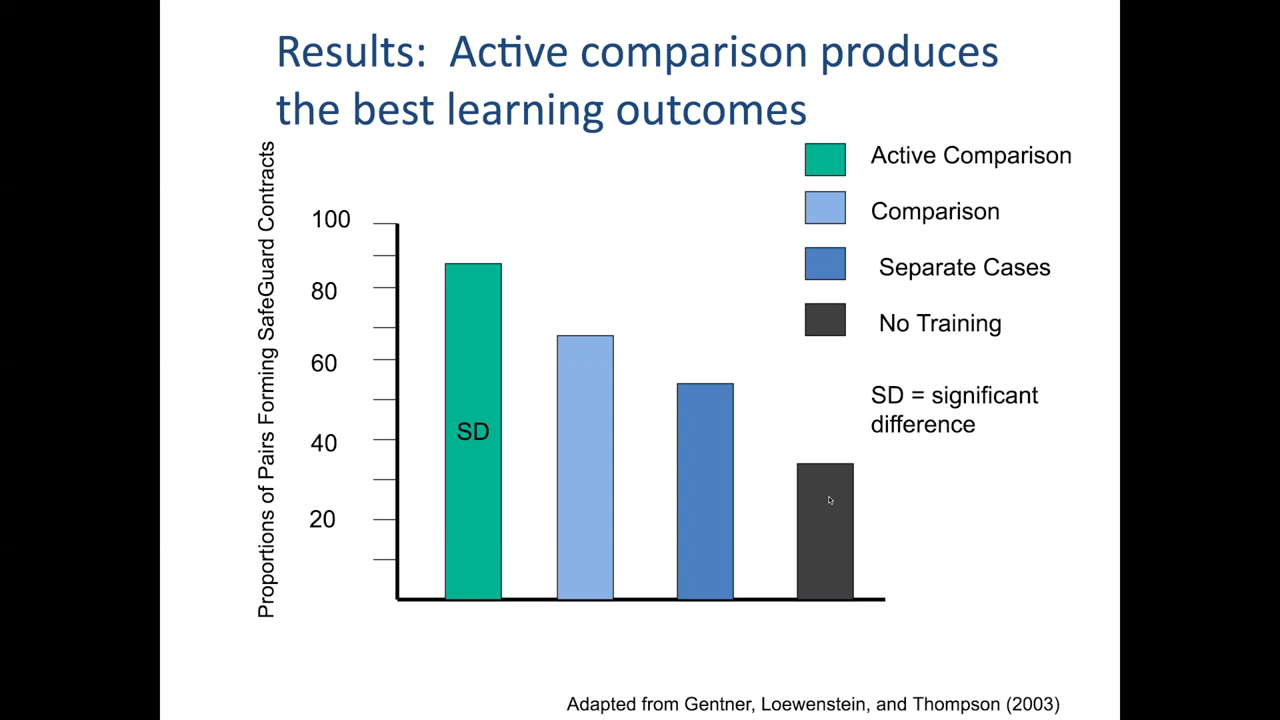 Results: Active comparison produces
the best learning outcomes
Proportions of Pairs Forming SafeGuard Contracts
100
80
60
40
20
SD
Active Comparison
Comparison
Separate Cases
No Training
SD = significant
difference
Adapted from Gentner, Loewenstein, and Thompson (2003)